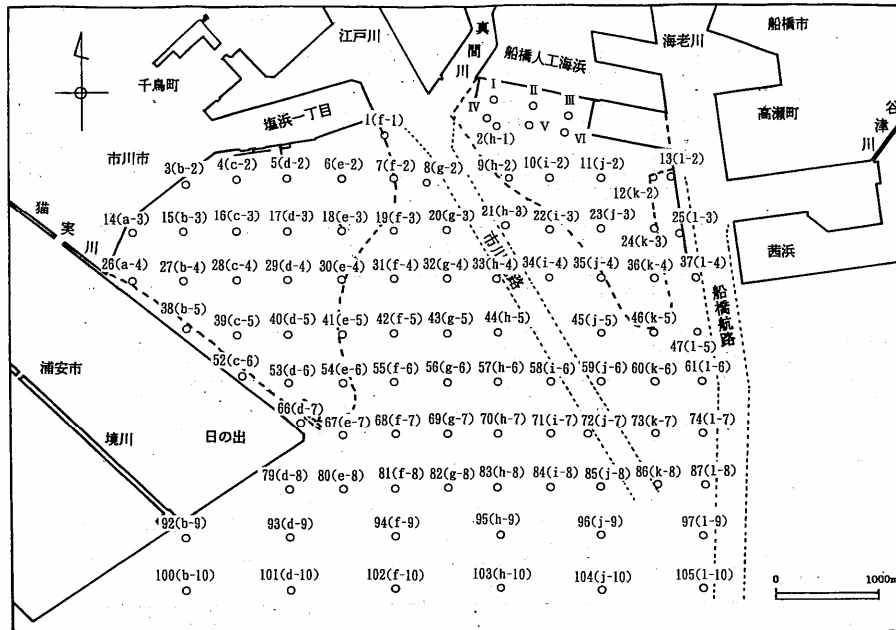 江戸川
真間川
船橋人工海浜
海老川
船橋市
千鳥町
高瀬町
谷津川
塩浜一丁目
I
II
III
IV
V
VI
1(f-1)
2(h-1)
市川市
3(b-2) 4(c-2) 5(d-2) 6(e-2) 7(f-2) 8(g-2) 9(h-2) 10(i-2) 11(j-2) 13(1-2)
12(k-2)
猫実川
14(a-3) 15(b-3) 16(c-3) 17(d-3) 18(e-3) 19(f-3) 20(g-3) 21(h-3) 22(i-3) 23(j-3) 25(1-3)
24(k-3)
茜浜
26(a-4) 27(b-4) 28(c-4) 29(d-4) 30(e-4) 31(f-4) 32(g-4) 33(h-4) 34(i-4) 35(j-4) 36(k-4) 37(1-4)
市川 路
船橋航路
38(b-5) 39(c-5) 40(d-5) 41(e-5) 42(f-5) 43(g-5) 44(h-5) 45(j-5) 46(k-5)
47(1-5)
浦安市
52(c-6) 53(d-6) 54(e-6) 55(f-6) 56(g-6) 57(h-6) 58(i-6) 59(j-6) 60(k-6) 61(1-6)
境川
日の出
66(d-7) 67(e-7) 68(f-7) 69(g-7) 70(h-7) 71(i-7) 72(j-7) 73(k-7) 74(1-7)
79(d-8) 80(e-8) 81(f-8) 82(g-8) 83(h-8) 84(i-8) 85(j-8) 86(k-8) 87(1-8)
92(b-9) 93(d-9) 94(f-9) 95(h-9) 96(j-9) 97(1-9)
100(b-10) 101(d-10) 102(f-10) 103(h-10) 104(j-10) 105(1-10)
0 1000m